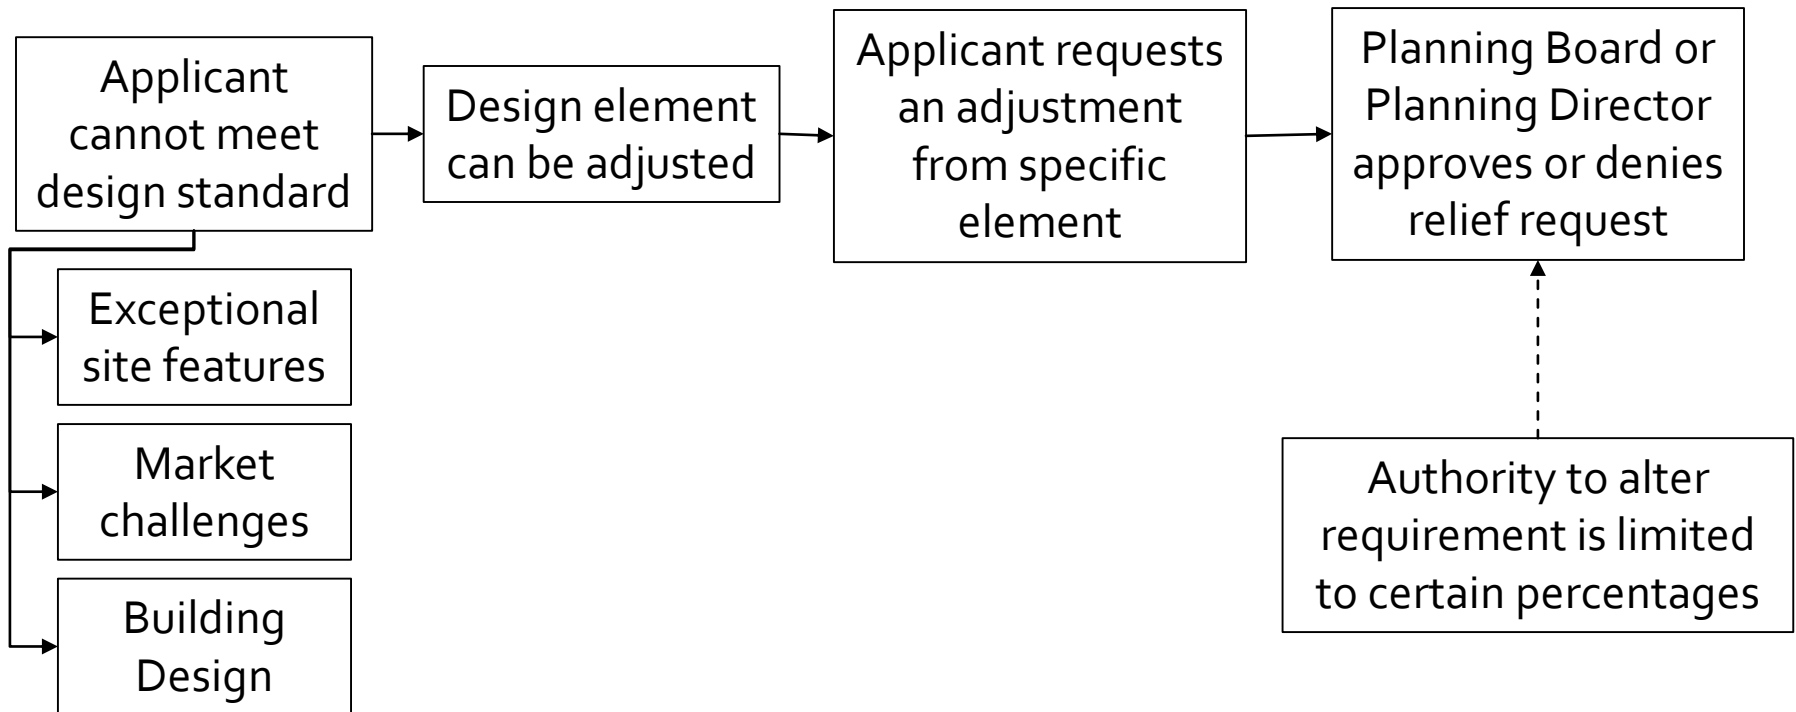 Applicant
cannot meet
design standard
Design element
can be adjusted
Applicant requests
an adjustment
from specific
element
Planning Board or
Planning Director
approves or denies
relief request
Exceptional
site features
Market
challenges
Building
Design
Authority to alter
requirement is limited
to certain percentages